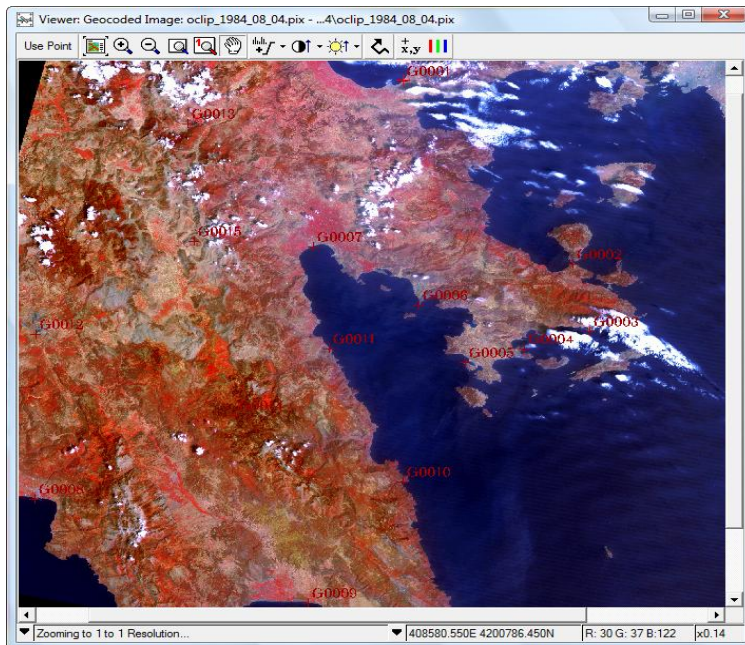 Viewer: Geocoded Image: oclip_1984_08_04.pix - ...4\oclip_1984_08_04.pix
Use Point
x,y
G0001
G0013
G0015
G0007
G0002
G0006
G0012
G0003
G0011
G0004
G0005
G0010
G0008
G0009
Zooming to 1 to 1 Resolution...
408580.550E 4200786.450N
R: 30 G: 37 B:122
x0.14